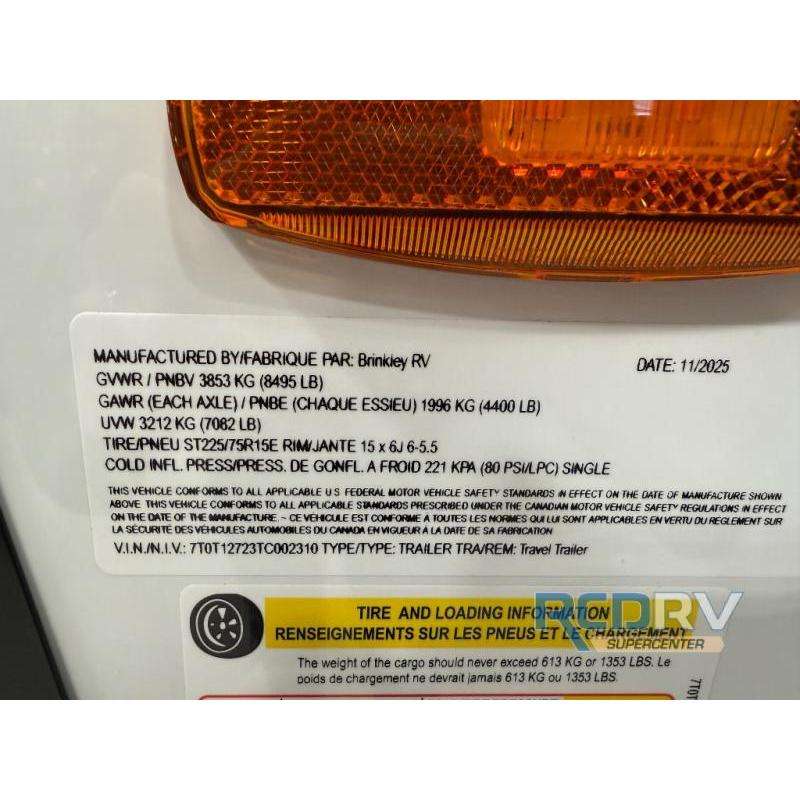 MANUFACTURED BY/FABRIQUE PAR: Brinkley RV DATE: 11/2025
GVWR / PNBV 3853 KG (8495 LB)
GAWR (EACH AXLE) / PNBE (CHAQUE ESSIEU) 1996 KG (4400 LB)
UVW 3212 KG (7082 LB)
TIRE/PNEU ST225/75R15E RIM/JANTE 15 x 6J 6-5.5
COLD INFL. PRESS/PRESS. DE GONFL. A FROID 221 KPA (80 PSI/LPC) SINGLE
THIS VEHICLE CONFORMS TO ALL APPLICABLE U.S FEDERAL MOTOR VEHICLE SAFETY STANDARDS IN EFFECT ON THE DATE OF MANUFACTURE SHOWN
ABOVE. THIS VEHICLE CONFORMS TO ALL APPLICABLE STANDARDS PRESCRIBED UNDER THE CANADIAN MOTOR VEHICLE SAFETY REGULATIONS IN EFFECT
ON THE DATE OF THE MANUFACTURE. - CE VEHICULE EST CONFORME A TOUTES LES NORMES QUI LUI SONT APPLICABLES EN VERTU DU REGLEMENT SUR
LA SÉCURITÉ DES VÉHICULES AUTOMOBILES DU CANADA EN VIGUEUR A LA DATE DE SA FABRICATION
V.I.N./N.I.V.: 7T0T12723TC002310 TYPE/TYPE: TRAILER TRA/REM: Travel Trailer
TIRE AND LOADING INFORMATION
RENSEIGNEMENTS SUR LES PNEUS ET LE CHARGEMENT
RCDRV
SUPERCENTER
The weight of the cargo should never exceed 613 KG or 1353 LBS. Le
poids de chargement ne devrait jamais 613 KG ou 1353 LBS.